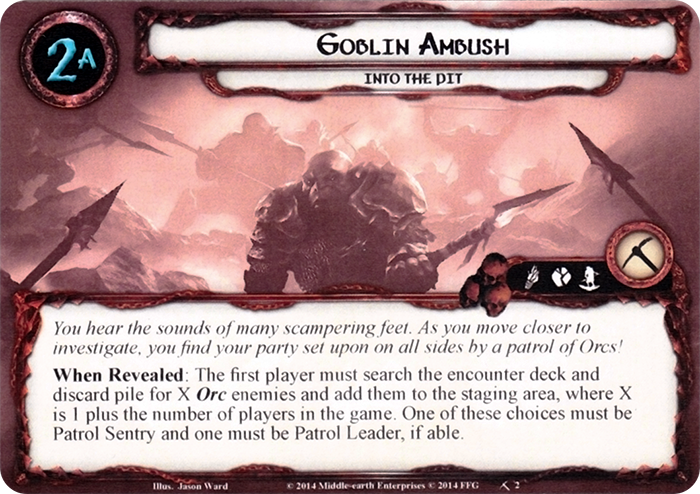 2A
Goblin Ambush
Into the Pit
You hear the sounds of many scampering feet. As you move closer to
investigate, you find your party set upon on all sides by a patrol of Orcs!
When Revealed: The first player must search the encounter deck and
discard pile for X Orc enemies and add them to the staging area, where X
is 1 plus the number of players in the game. One of these choices must be
Patrol Sentry and one must be Patrol Leader, if able.
Illus. Jason Ward © 2014 Middle-earth Enterprises © 2014 FFG 2